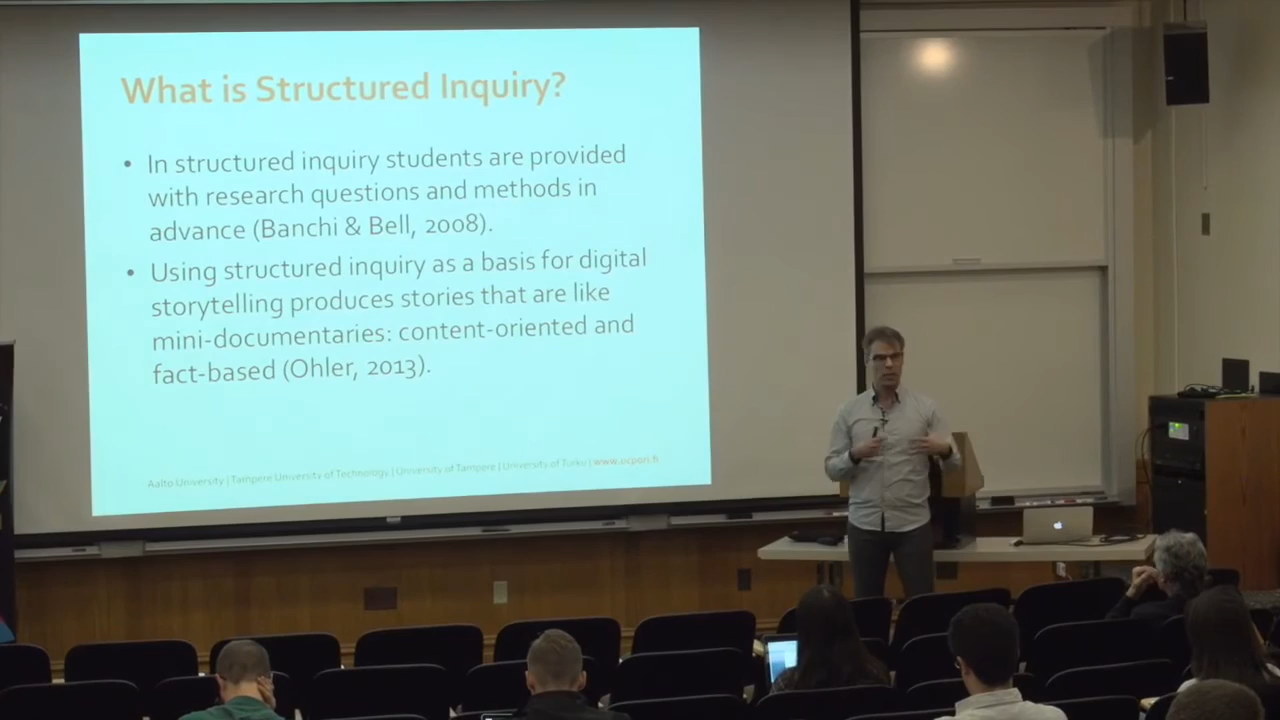 What is Structured Inquiry?
• In structured inquiry students are provided
with research questions and methods in
advance (Banchi & Bell, 2008).
• Using structured inquiry as a basis for digital
storytelling produces stories that are like
mini-documentaries: content-oriented and
fact-based (Ohler, 2013).
Aalto University | Tampere University of Technology | University of Tampere | University of Turku | www.ucpori.fi